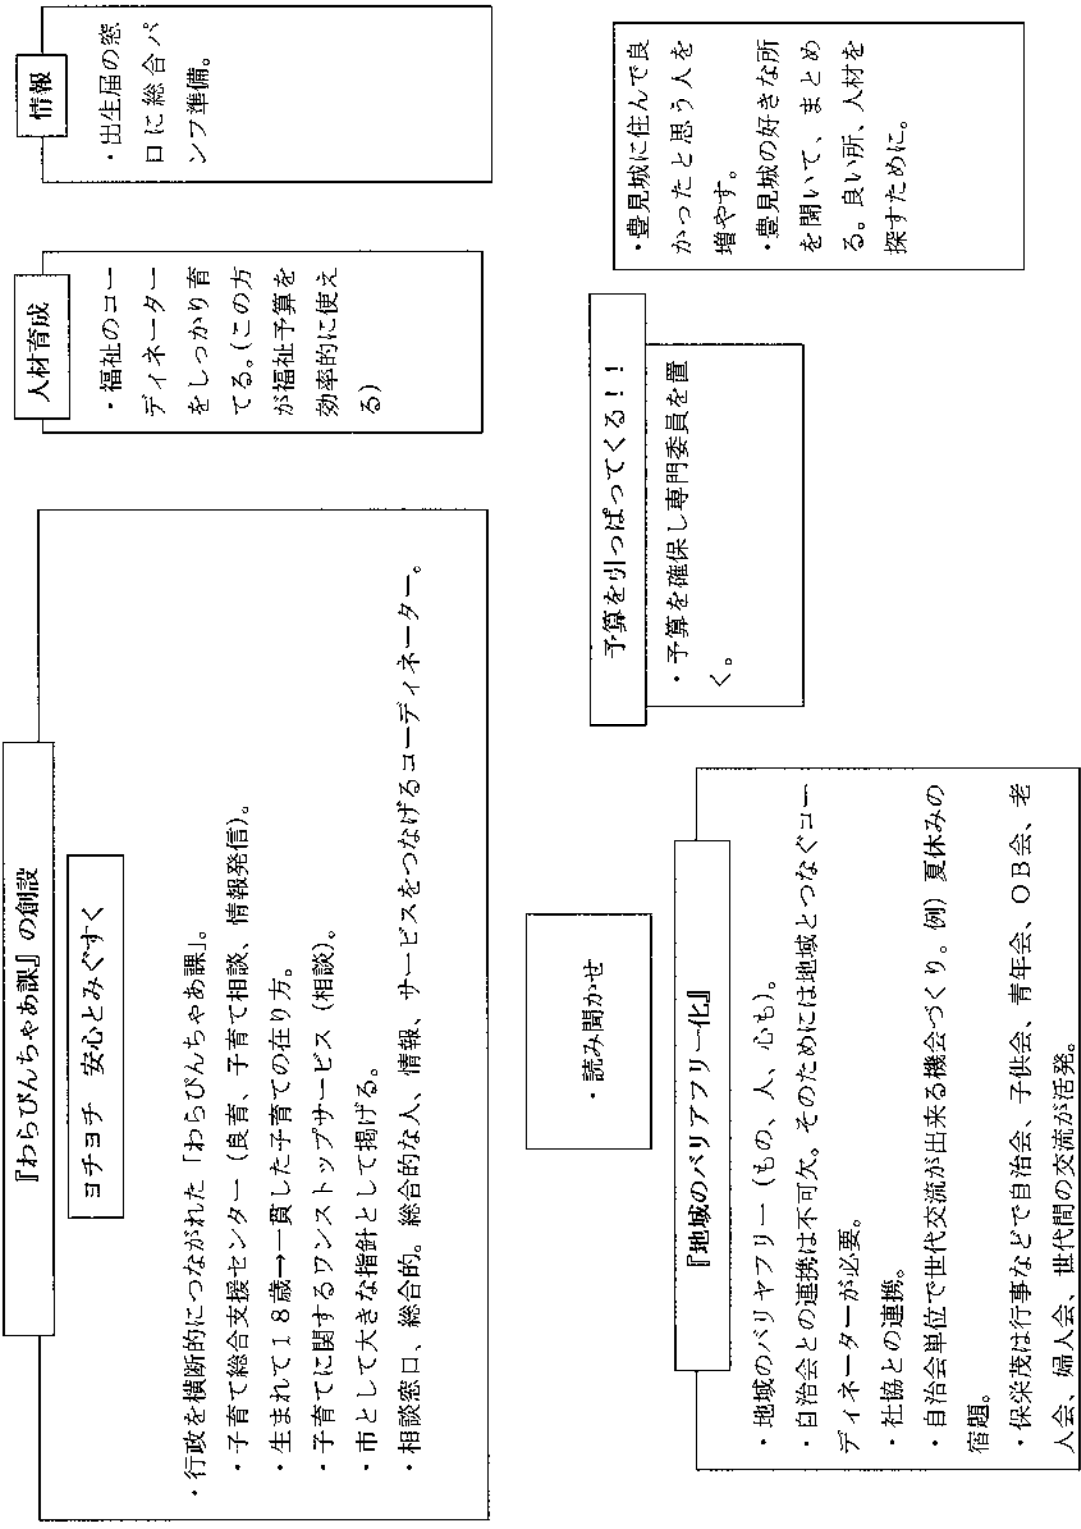 『わらびんちゃあ課』の創設
ヨチヨチ　安心とみぐすく
・行政を横断的につながれた「わらびんちゃあ課」。
・子育て総合支援センター（良育、子育て相談、情報発信）。
・生まれて１８歳→一貫した子育ての在り方。
・子育てに関するワンストップサービス（相談）。
・市として大きな指針として掲げる。
・相談窓口、総合的。総合的な人、情報、サービスをつなげるコーディネーター。
人材育成
・福祉のコー
ディネーター
をしっかり育
てる。（この方
が福祉予算を
効率的に使え
る）
情報
・出生届の窓
口に総合パ
ンフ準備。
・読み聞かせ
『地域のバリアフリー化』
・地域のバリヤフリー（もの、人、心も）。
・自治会との連携は不可欠。そのためには地域とつなぐコー
ディネーターが必要。
・社協との連携。
・自治会単位で世代交流が出来る機会づくり。例）夏休みの
宿題。
・保栄茂は行事などで自治会、子供会、青年会、ＯＢ会、老
人会、婦人会、世代間の交流が活発。
予算を引っぱってくる！！
・予算を確保し専門委員を置
く。
・豊見城に住んで良
かったと思う人を
増やす。
・豊見城の好きな所
を聞いて、まとめ
る。良い所、人材を
探すために。